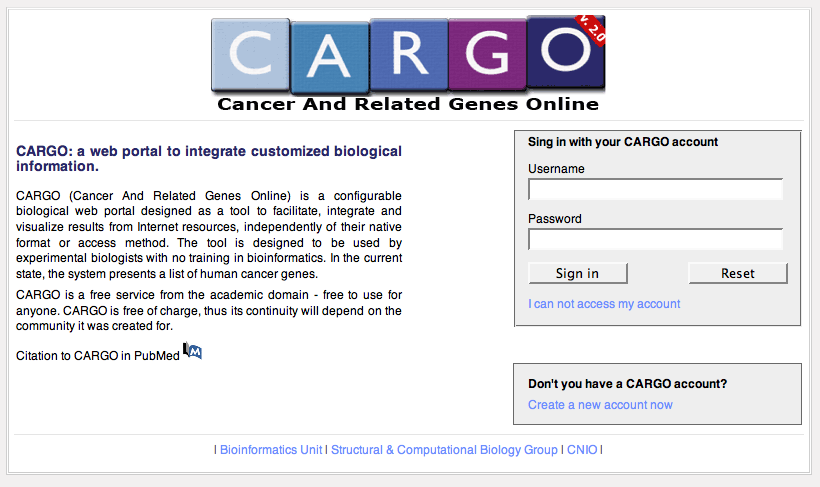 CARGO
v. 2.0
Cancer And Related Genes Online
CARGO: a web portal to integrate customized biological
information.
CARGO (Cancer And Related Genes Online) is a configurable
biological web portal designed as a tool to facilitate, integrate and
visualize results from Internet resources, independently of their native
format or access method. The tool is designed to be used by
experimental biologists with no training in bioinformatics. In the current
state, the system presents a list of human cancer genes.
CARGO is a free service from the academic domain - free to use for
anyone. CARGO is free of charge, thus its continuity will depend on the
community it was created for.
Citation to CARGO in PubMed M
Sing in with your CARGO account
Username
Password
Sign in Reset
I can not access my account
Don't you have a CARGO account?
Create a new account now
| Bioinformatics Unit | Structural & Computational Biology Group | CNIO |